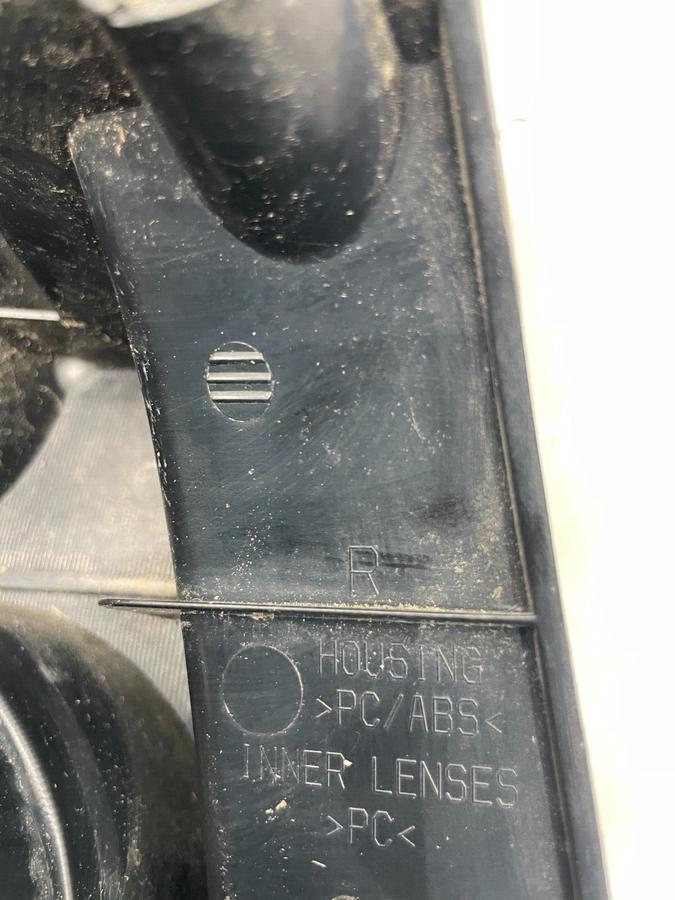 R
HOUSING
>PC/ABS<
INNER LENSES
>PC<